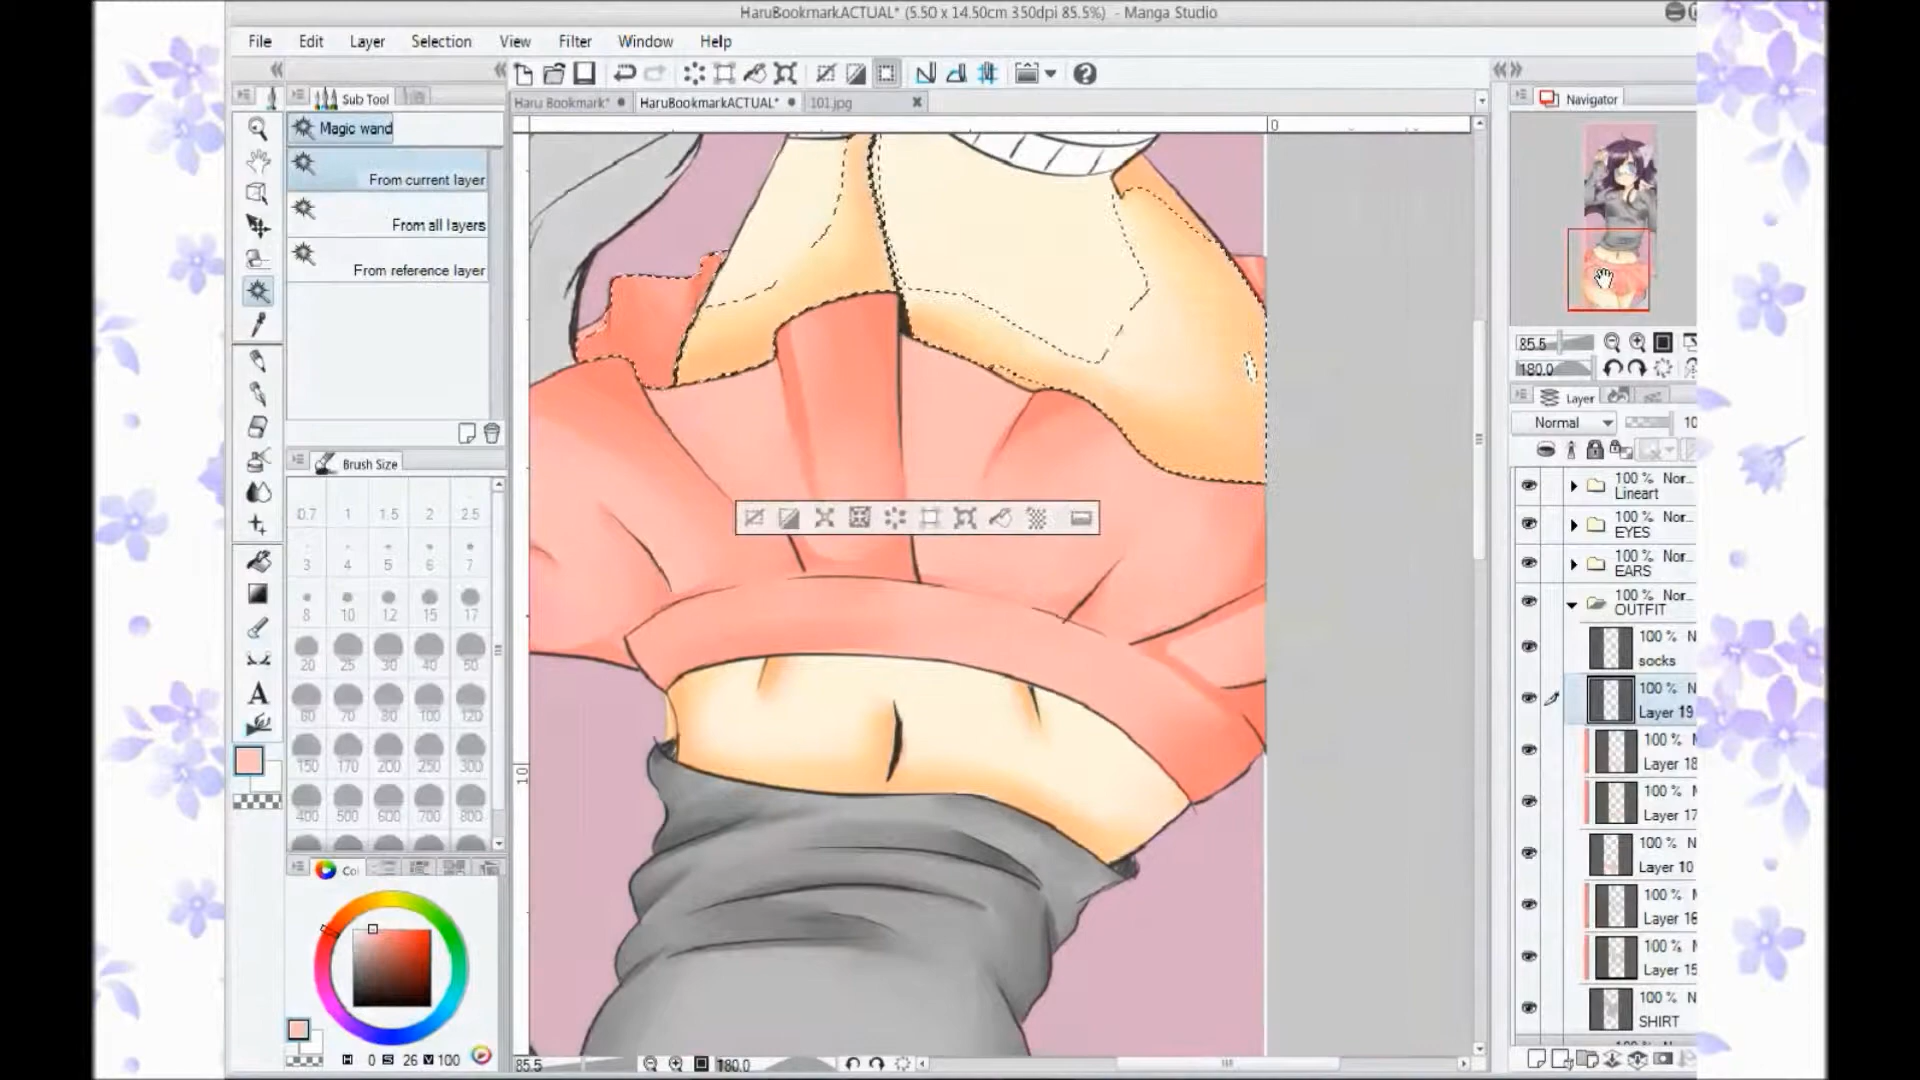 HaruBookmarkACTUAL* (5.50 x 14.50cm 350dpi 85.5%) - Manga Studio
File Edit Layer Selection View Filter Window Help
Sub Tool
Haru Bookmark* HaruBookmarkACTUAL* 101.jpg
Navigator
Magic wand
0
From current layer
From all layers
From reference layer
85.5
180.0
Layer
Normal 10
Brush Size
100 % Nor...
Lineart
0.7 1 1.5 2 2.5
100 % Nor...
EYES
3 4 5 6 7
100 % Nor...
EARS
8 10 12 15 17
100 % Nor...
OUTFIT
20 25 30 40 50
100 % N
socks
60 70 80 100 120
100 % N
Layer 19
150 170 200 250 300
100 %
Layer 18
10
400 500 600 700 800
100 %
Layer 17
100 % N
Layer 10
Col
100 %
Layer 16
100 %
Layer 15
100 % N
SHIRT
H 0 S 26 V 100
85.5 180.0